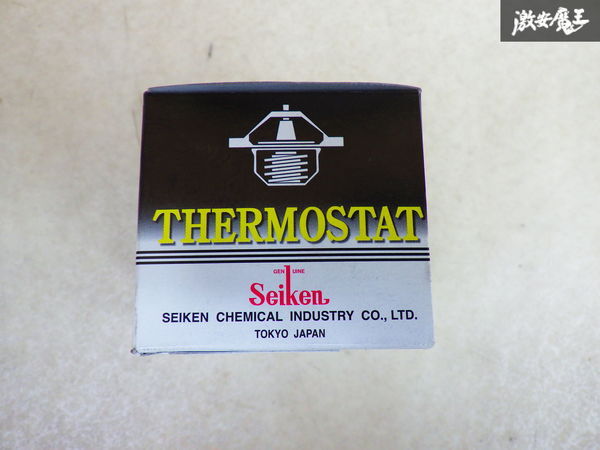 激安魔王
THERMOSTAT
GENUINE
Seiken
SEIKEN CHEMICAL INDUSTRY CO., LTD.
TOKYO JAPAN